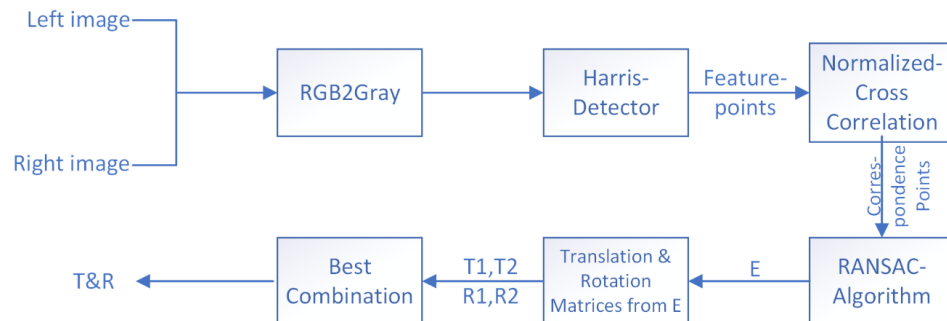 Left image
Right image
RGB2Gray
Harris-
Detector
Feature-
points
Normalized-
Cross
Correlation
Corres-
pondence
Points
RANSAC-
Algorithm
E
Translation &
Rotation
Matrices from E
T1,T2
R1,R2
Best
Combination
T&R